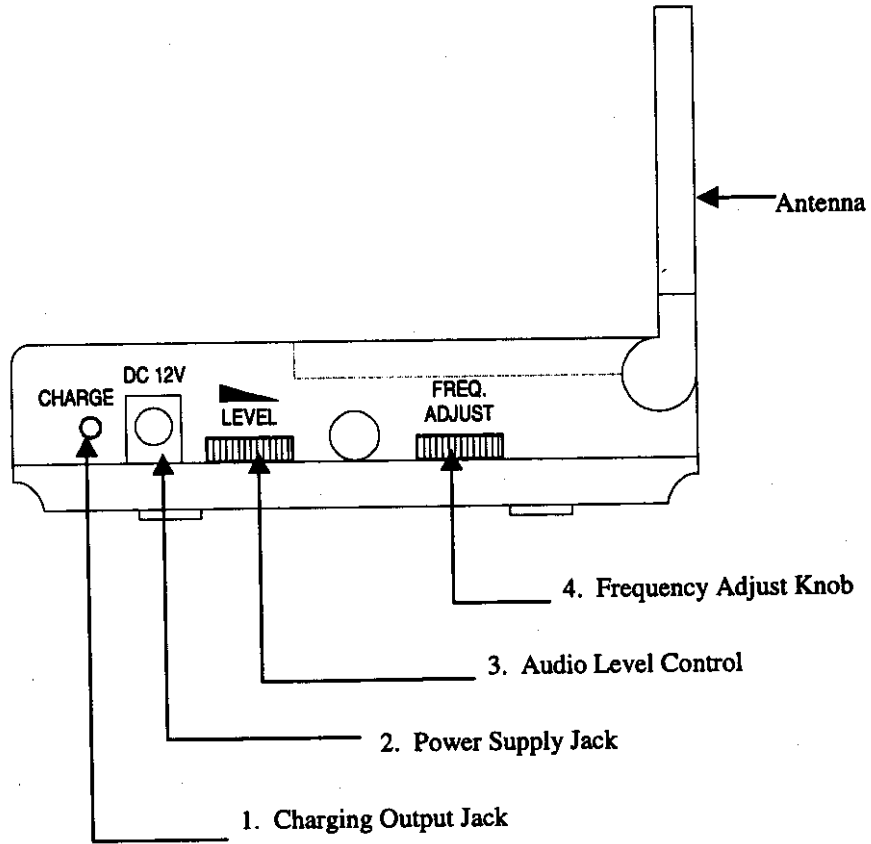 Antenna
DC 12V
CHARGE
LEVEL
FREQ.
ADJUST
4. Frequency Adjust Knob
3. Audio Level Control
2. Power Supply Jack
1. Charging Output Jack